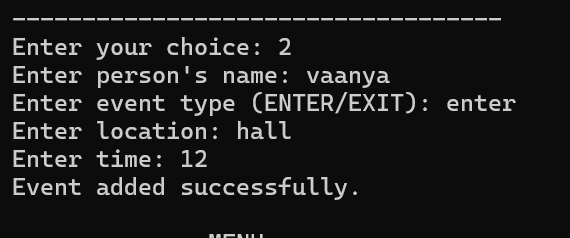 -----------------------------------
Enter your choice: 2
Enter person's name: vaanya
Enter event type (ENTER/EXIT): enter
Enter location: hall
Enter time: 12
Event added successfully.
MENU